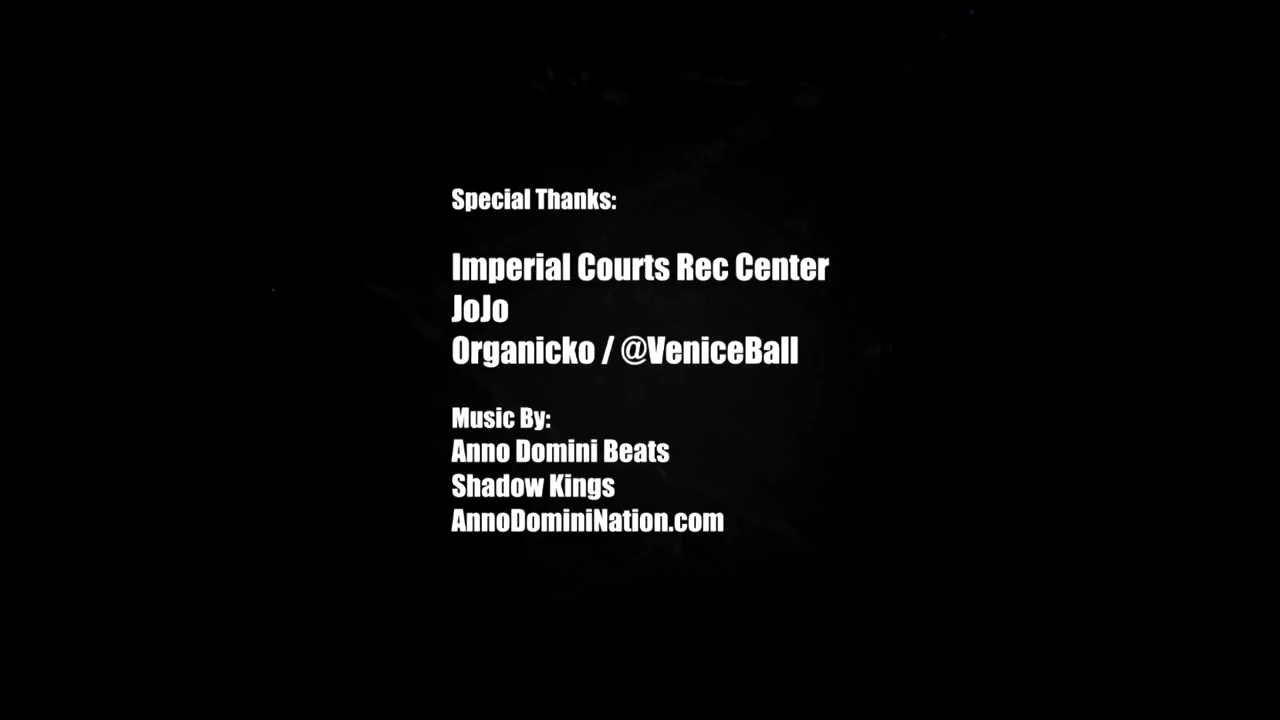 Special Thanks:
Imperial Courts Rec Center
JoJo
Organicko / @VeniceBall
Music By:
Anno Domini Beats
Shadow Kings
AnnoDominiNation.com